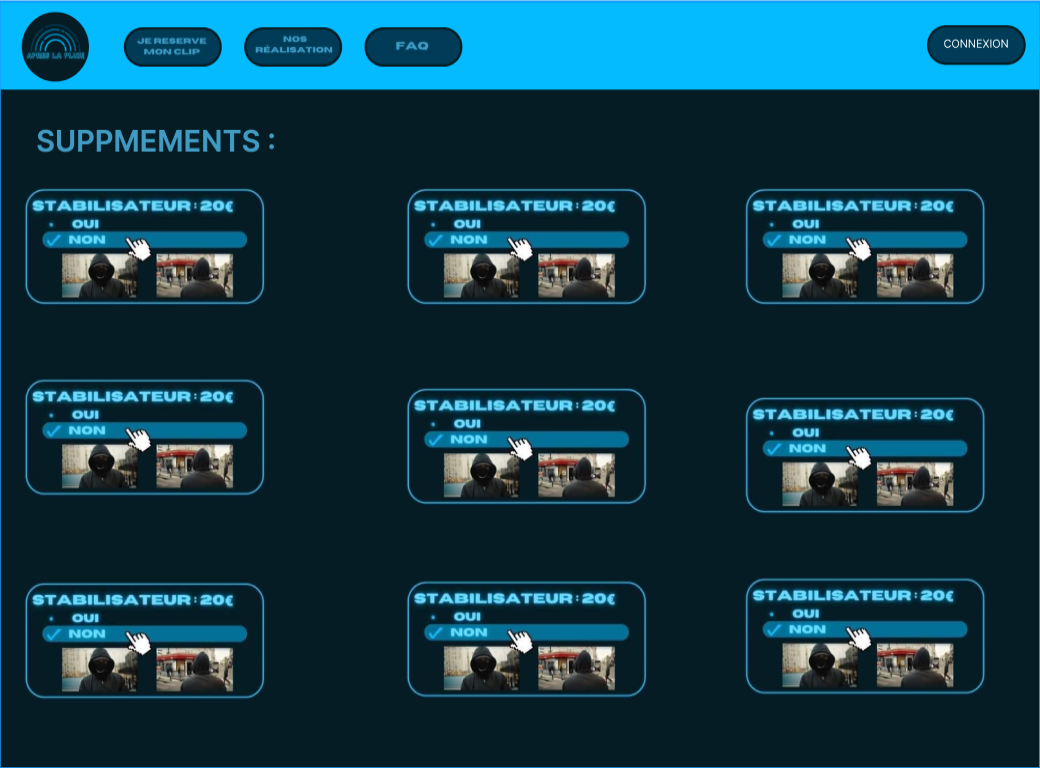 APRES LA PLUIE
JE RESERVE
MON CLIP
NOS
RÉALISATION
FAQ
CONNEXION
SUPPMEMENTS :
STABILISATEUR : 20€
OUI
NON
STABILISATEUR : 20€
OUI
NON
STABILISATEUR : 20€
OUI
NON
STABILISATEUR : 20€
OUI
NON
STABILISATEUR : 20€
OUI
NON
STABILISATEUR : 20€
OUI
NON
STABILISATEUR : 20€
OUI
NON
STABILISATEUR : 20€
OUI
NON
STABILISATEUR : 20€
OUI
NON